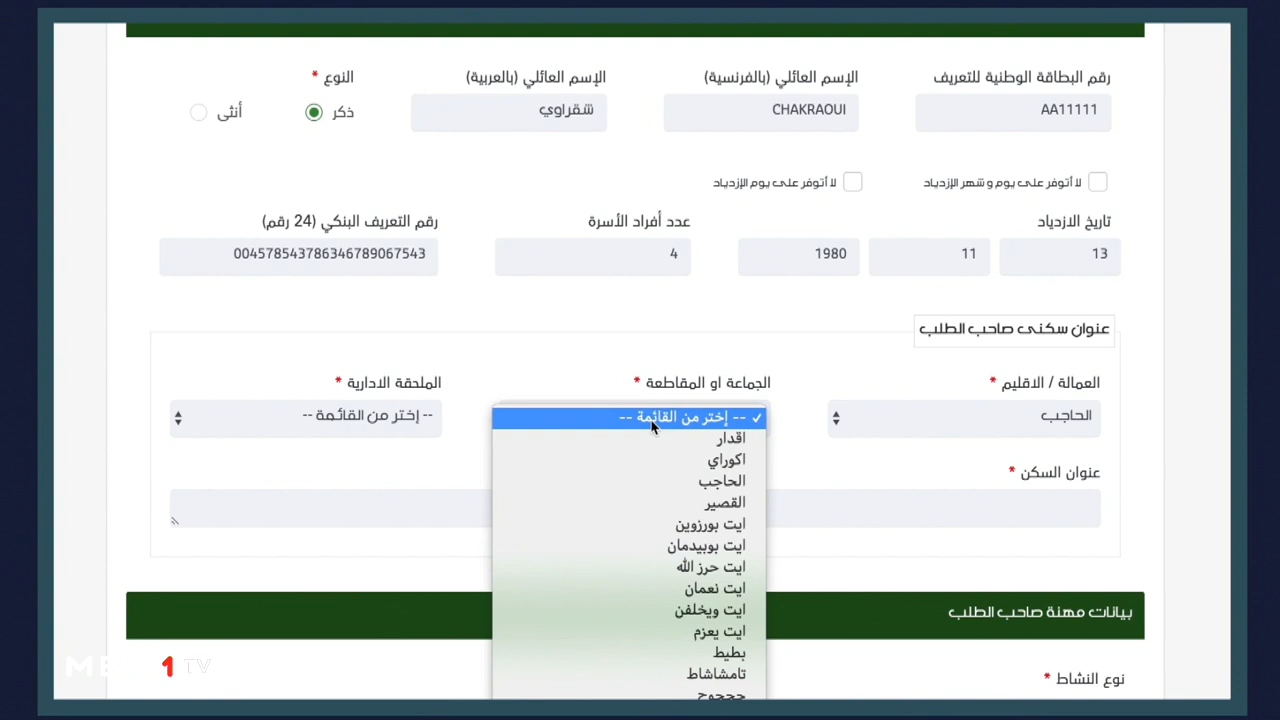 رقم البطاقة الوطنية للتعريف
الإسم العائلي (بالفرنسية)
الإسم العائلي (بالعربية)
النوع *
AA11111
CHAKRAOUI
شقراوي
ذكر
أنثى
لا أتوفر على يوم و شهر الإزدياد
لا أتوفر على يوم الإزدياد
تاريخ الازدياد
عدد أفراد الأسرة
رقم التعريف البنكي (24 رقم)
13
11
1980
4
004578543786346789067543
عنوان سكنى صاحب الطلب
العمالة / الاقليم *
الجماعة او المقاطعة *
الملحقة الادارية *
الحاجب
-- إختر من القائمة --
-- إختر من القائمة --
اقدار
اكوراي
الحاجب
القصير
ايت بورزوين
ايت بوبيدمان
ايت حرز الله
ايت نعمان
ايت ويخلفن
ايت يعزم
بطيط
تامشاشاط
جحجوح
عنوان السكن *
بيانات مهنة صاحب الطلب
نوع النشاط *
1 TV